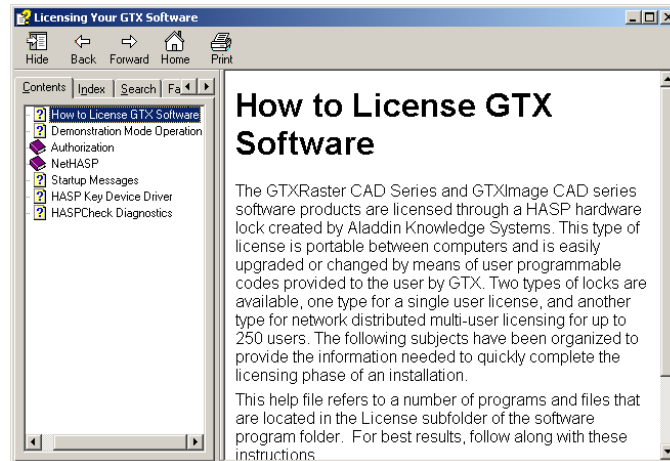 Licensing Your GTX Software
Hide Back Forward Home Print
Contents Index Search Fa
How to License GTX Software
Demonstration Mode Operation
Authorization
NetHASP
Startup Messages
HASP Key Device Driver
HASPCheck Diagnostics
How to License GTX
Software
The GTXRaster CAD Series and GTXImage CAD series
software products are licensed through a HASP hardware
lock created by Aladdin Knowledge Systems. This type of
license is portable between computers and is easily
upgraded or changed by means of user programmable
codes provided to the user by GTX. Two types of locks are
available, one type for a single user license, and another
type for network distributed multi-user licensing for up to
250 users. The following subjects have been organized to
provide the information needed to quickly complete the
licensing phase of an installation.
This help file refers to a number of programs and files that
are located in the License subfolder of the software
program folder. For best results, follow along with these
instructions